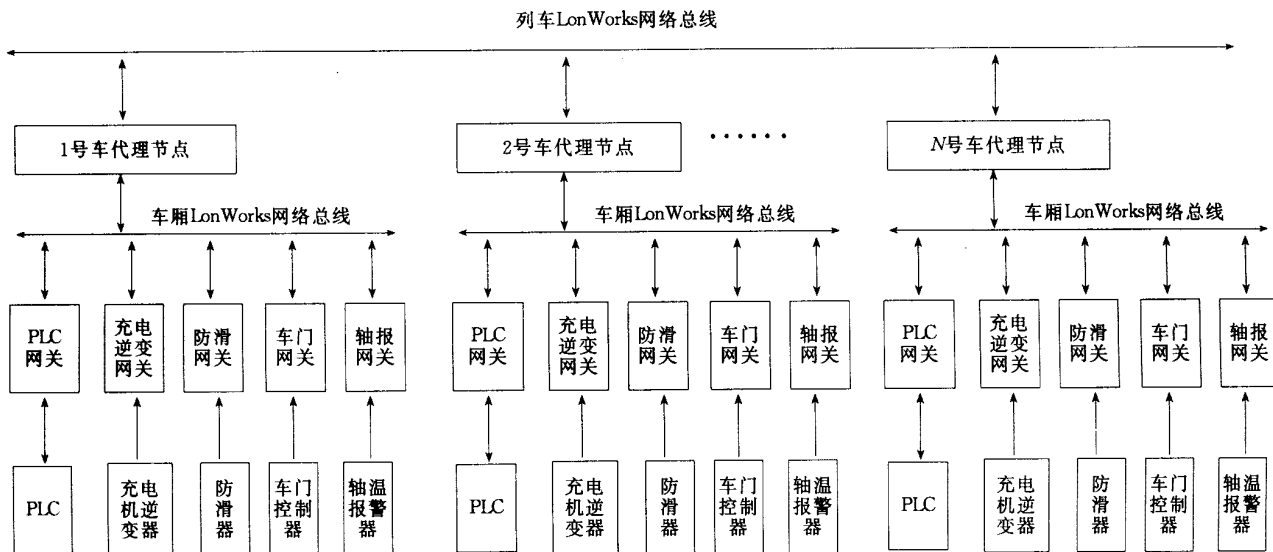 列车LonWorks网络总线
1号车代理节点
2号车代理节点
······
N号车代理节点
车厢LonWorks网络总线
车厢LonWorks网络总线
车厢LonWorks网络总线
PLC
网关
充电
逆变
网关
防滑
网关
车门
网关
轴报
网关
PLC
网关
充电
逆变
网关
防滑
网关
车门
网关
轴报
网关
PLC
网关
充电
逆变
网关
防滑
网关
车门
网关
轴报
网关
PLC
充电
机逆
变器
防
滑
器
车门
控制
器
轴温
报警
器
PLC
充电
机逆
变器
防
滑
器
车门
控制
器
轴温
报警
器
PLC
充电
机逆
变器
防
滑
器
车门
控制
器
轴温
报警
器